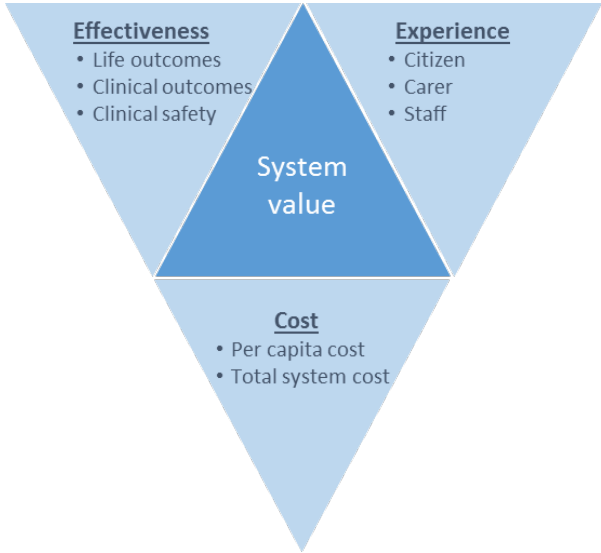 Effectiveness
• Life outcomes
• Clinical outcomes
• Clinical safety
Experience
• Citizen
• Carer
• Staff
System
value
Cost
• Per capita cost
• Total system cost